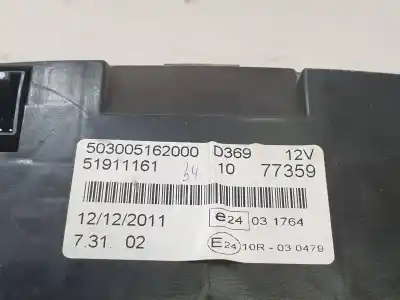 503005162000 D369 12V
51911161 54 10 77359
12/12/2011 e24 03 1764
7.31. 02 E24 10R - 03 0479